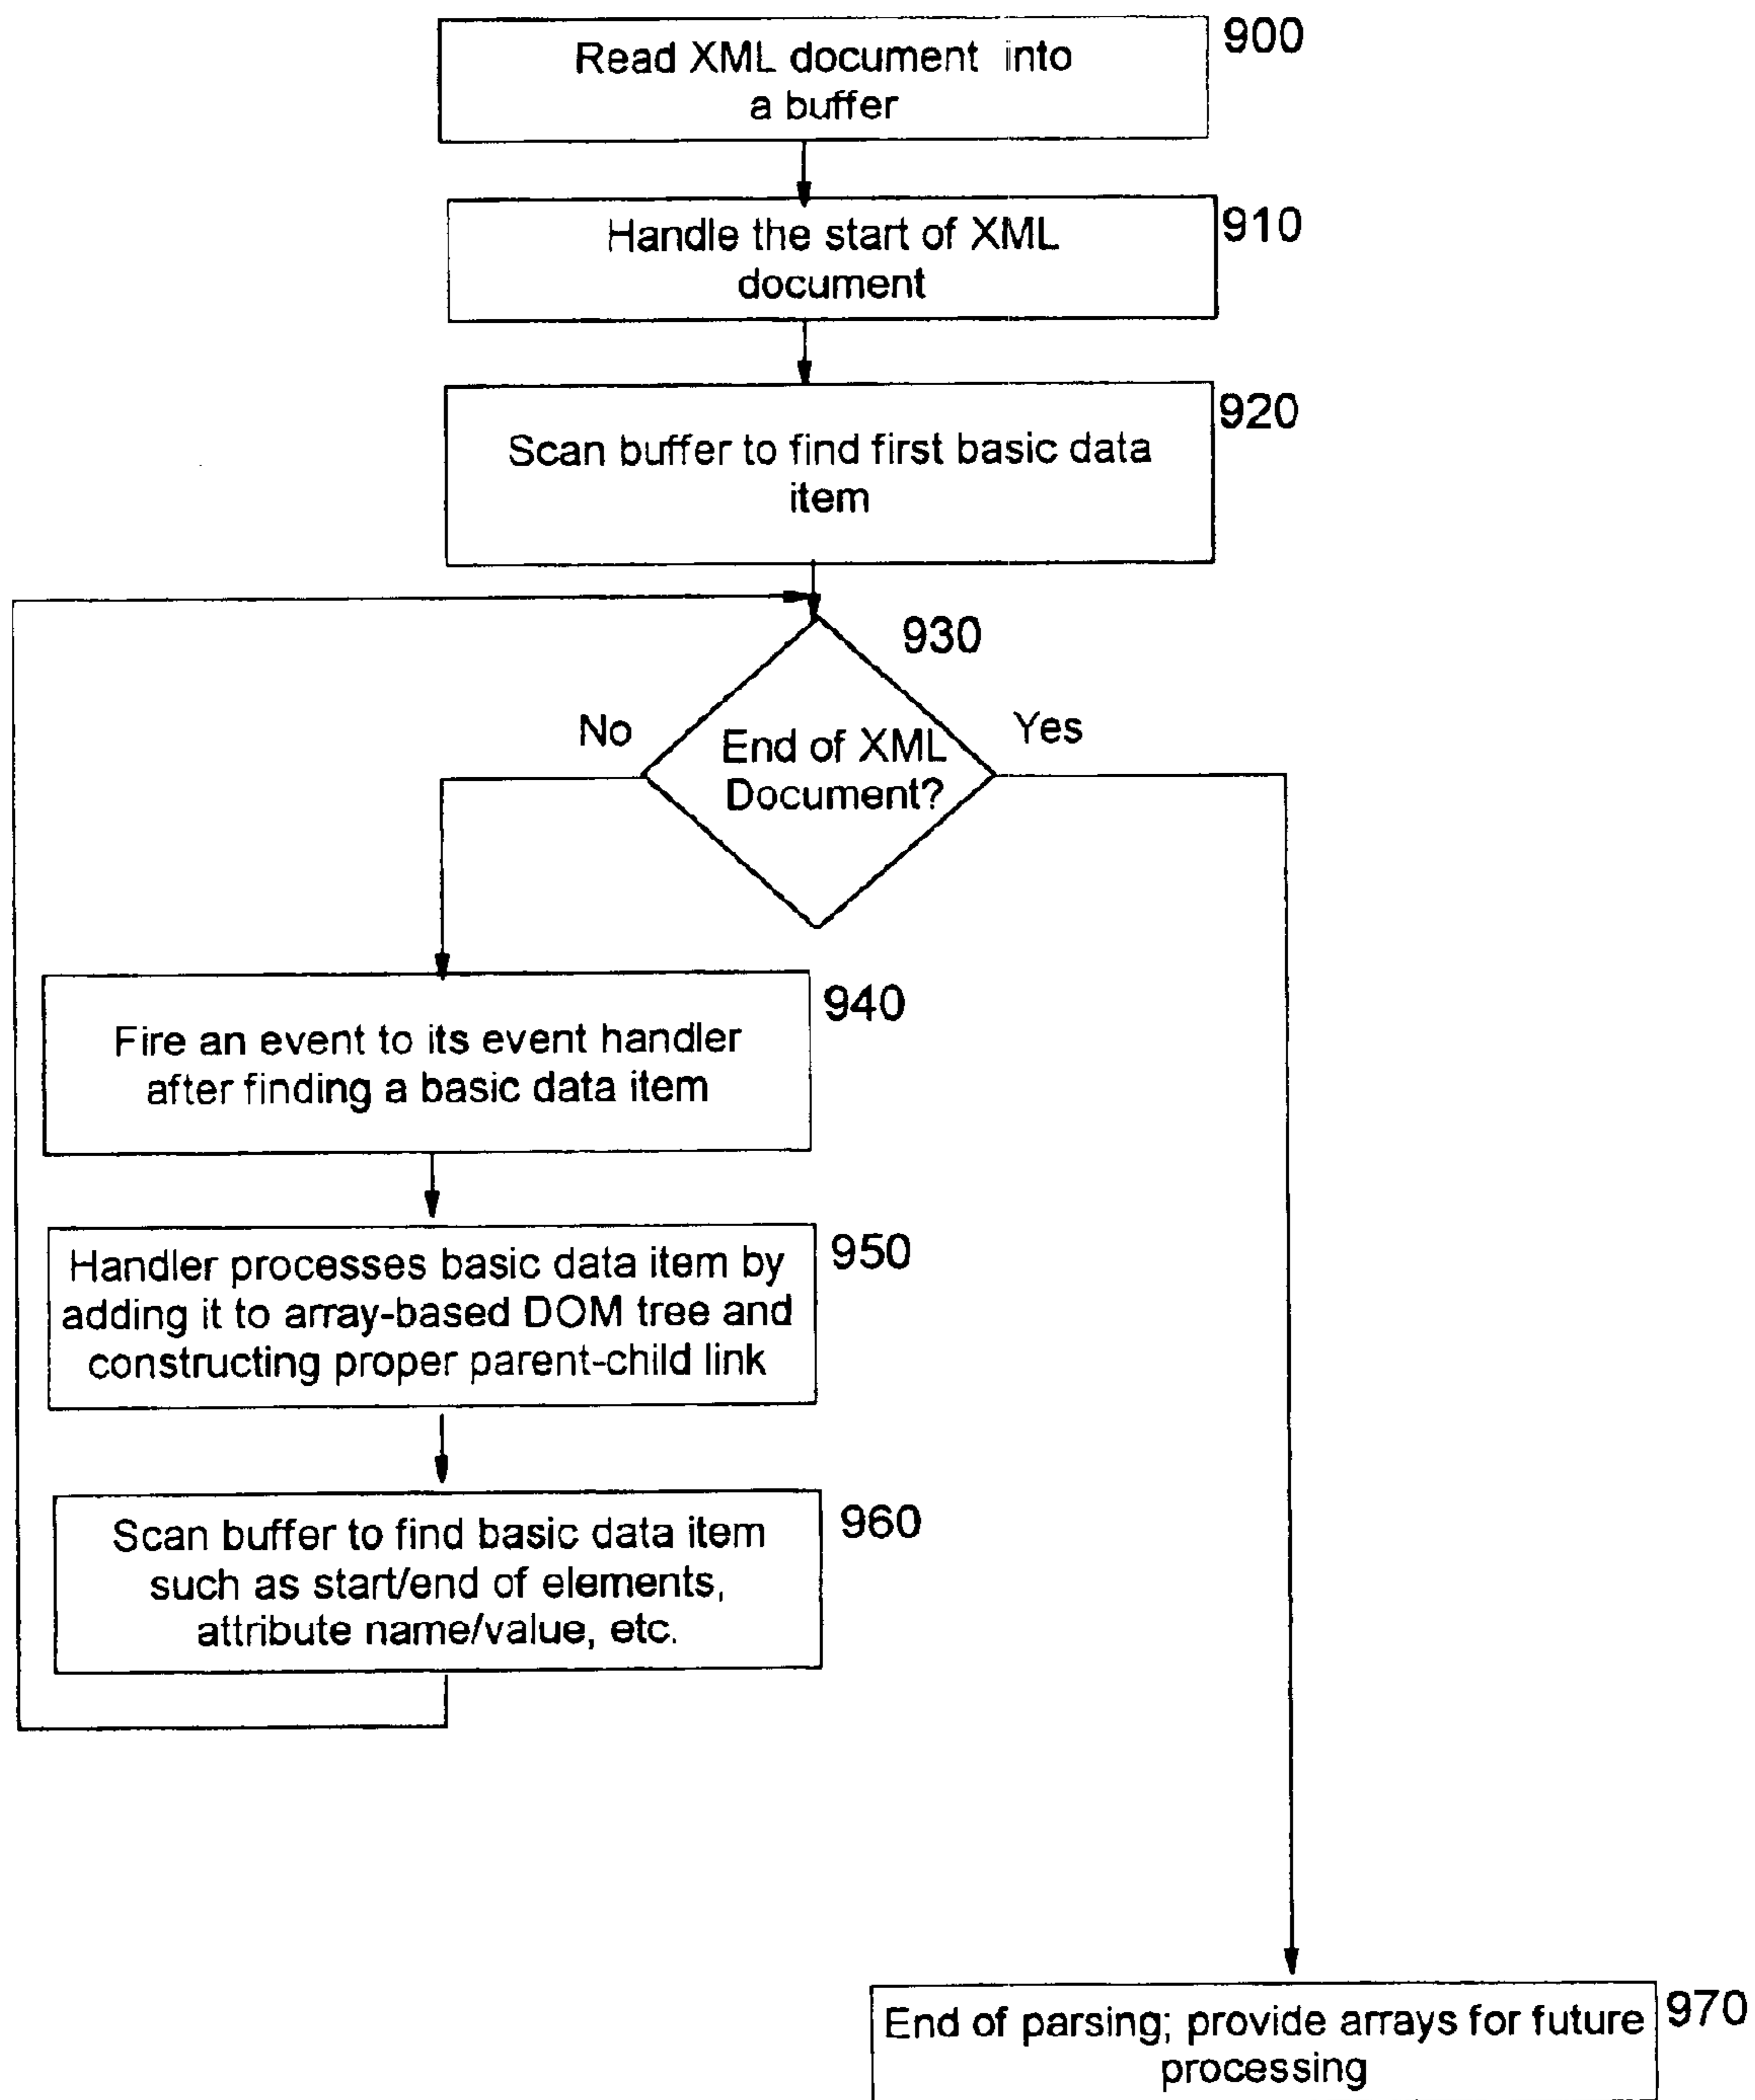 Read XML document into
a buffer
900
Handle the start of XML
document
910
Scan buffer to find first basic data
item
920
930
No
Yes
End of XML
Document?
Fire an event to its event handler
after finding a basic data item
940
Handler processes basic data item by
adding it to array-based DOM tree and
constructing proper parent-child link
950
Scan buffer to find basic data item
such as start/end of elements,
attribute name/value, etc.
960
End of parsing; provide arrays for future
processing
970